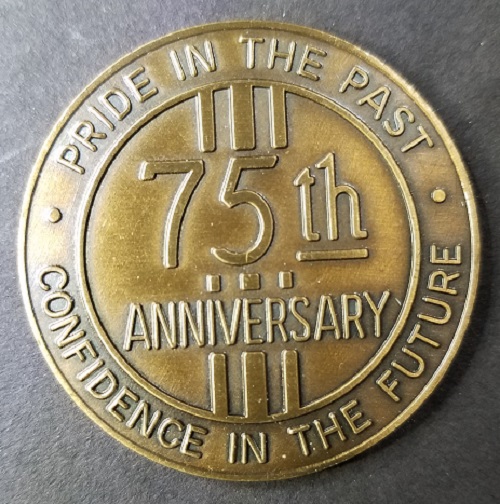 PRIDE IN THE PAST
75th
ANNIVERSARY
CONFIDENCE IN THE FUTURE